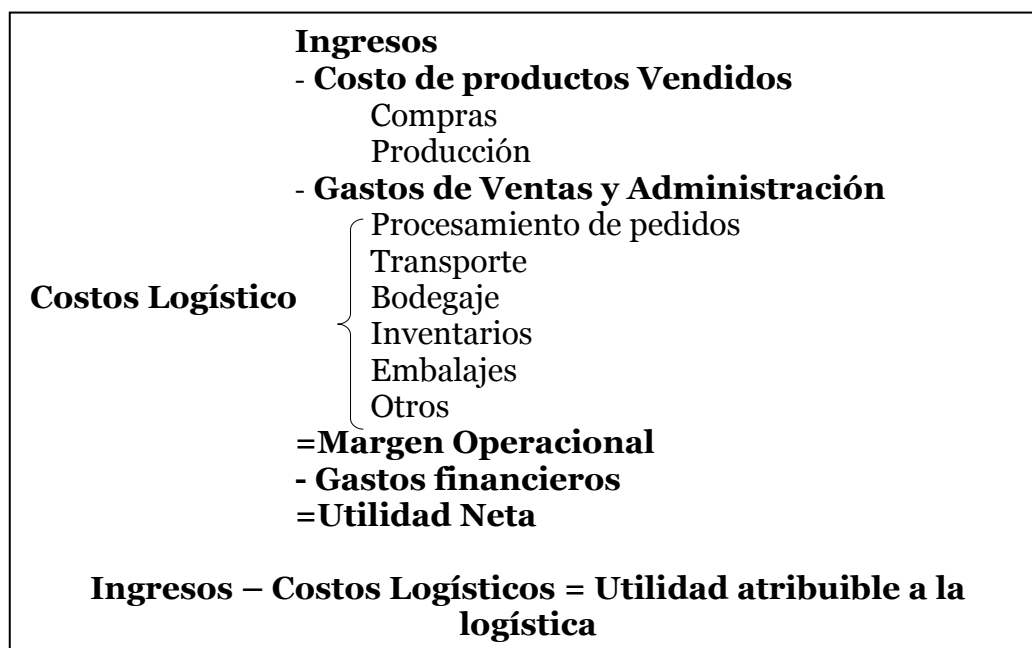 Ingresos
- Costo de productos Vendidos
Compras
Producción
- Gastos de Ventas y Administración
Procesamiento de pedidos
Transporte
Costos Logístico
Bodegaje
Inventarios
Embalajes
Otros
=Margen Operacional
- Gastos financieros
=Utilidad Neta
Ingresos – Costos Logísticos = Utilidad atribuible a la
logística